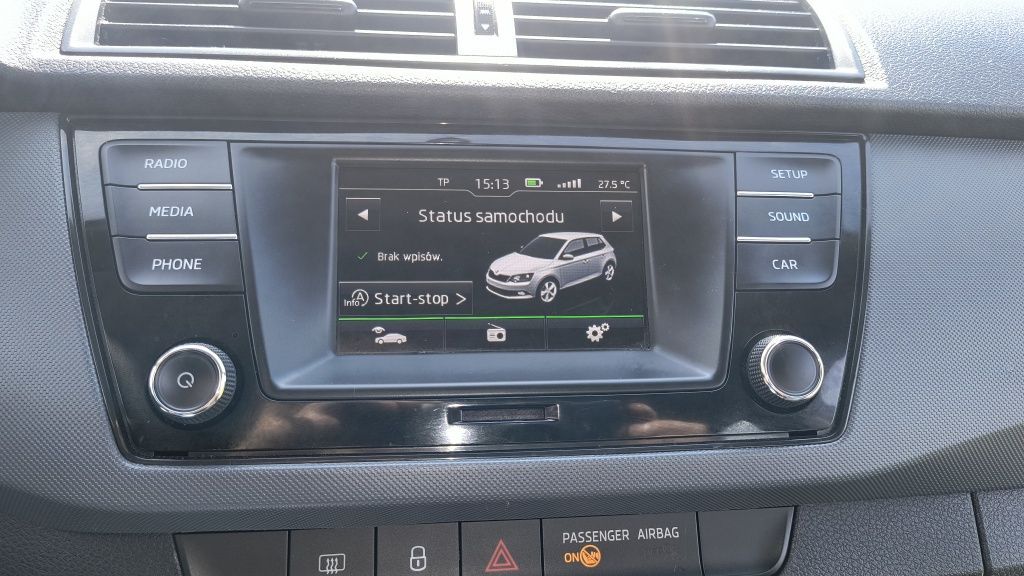 RADIO
MEDIA
PHONE
TP 15:13 27.5 °C
Status samochodu
Brak wpisów.
A
Info Start-stop >
SETUP
SOUND
CAR
PASSENGER AIRBAG
ON